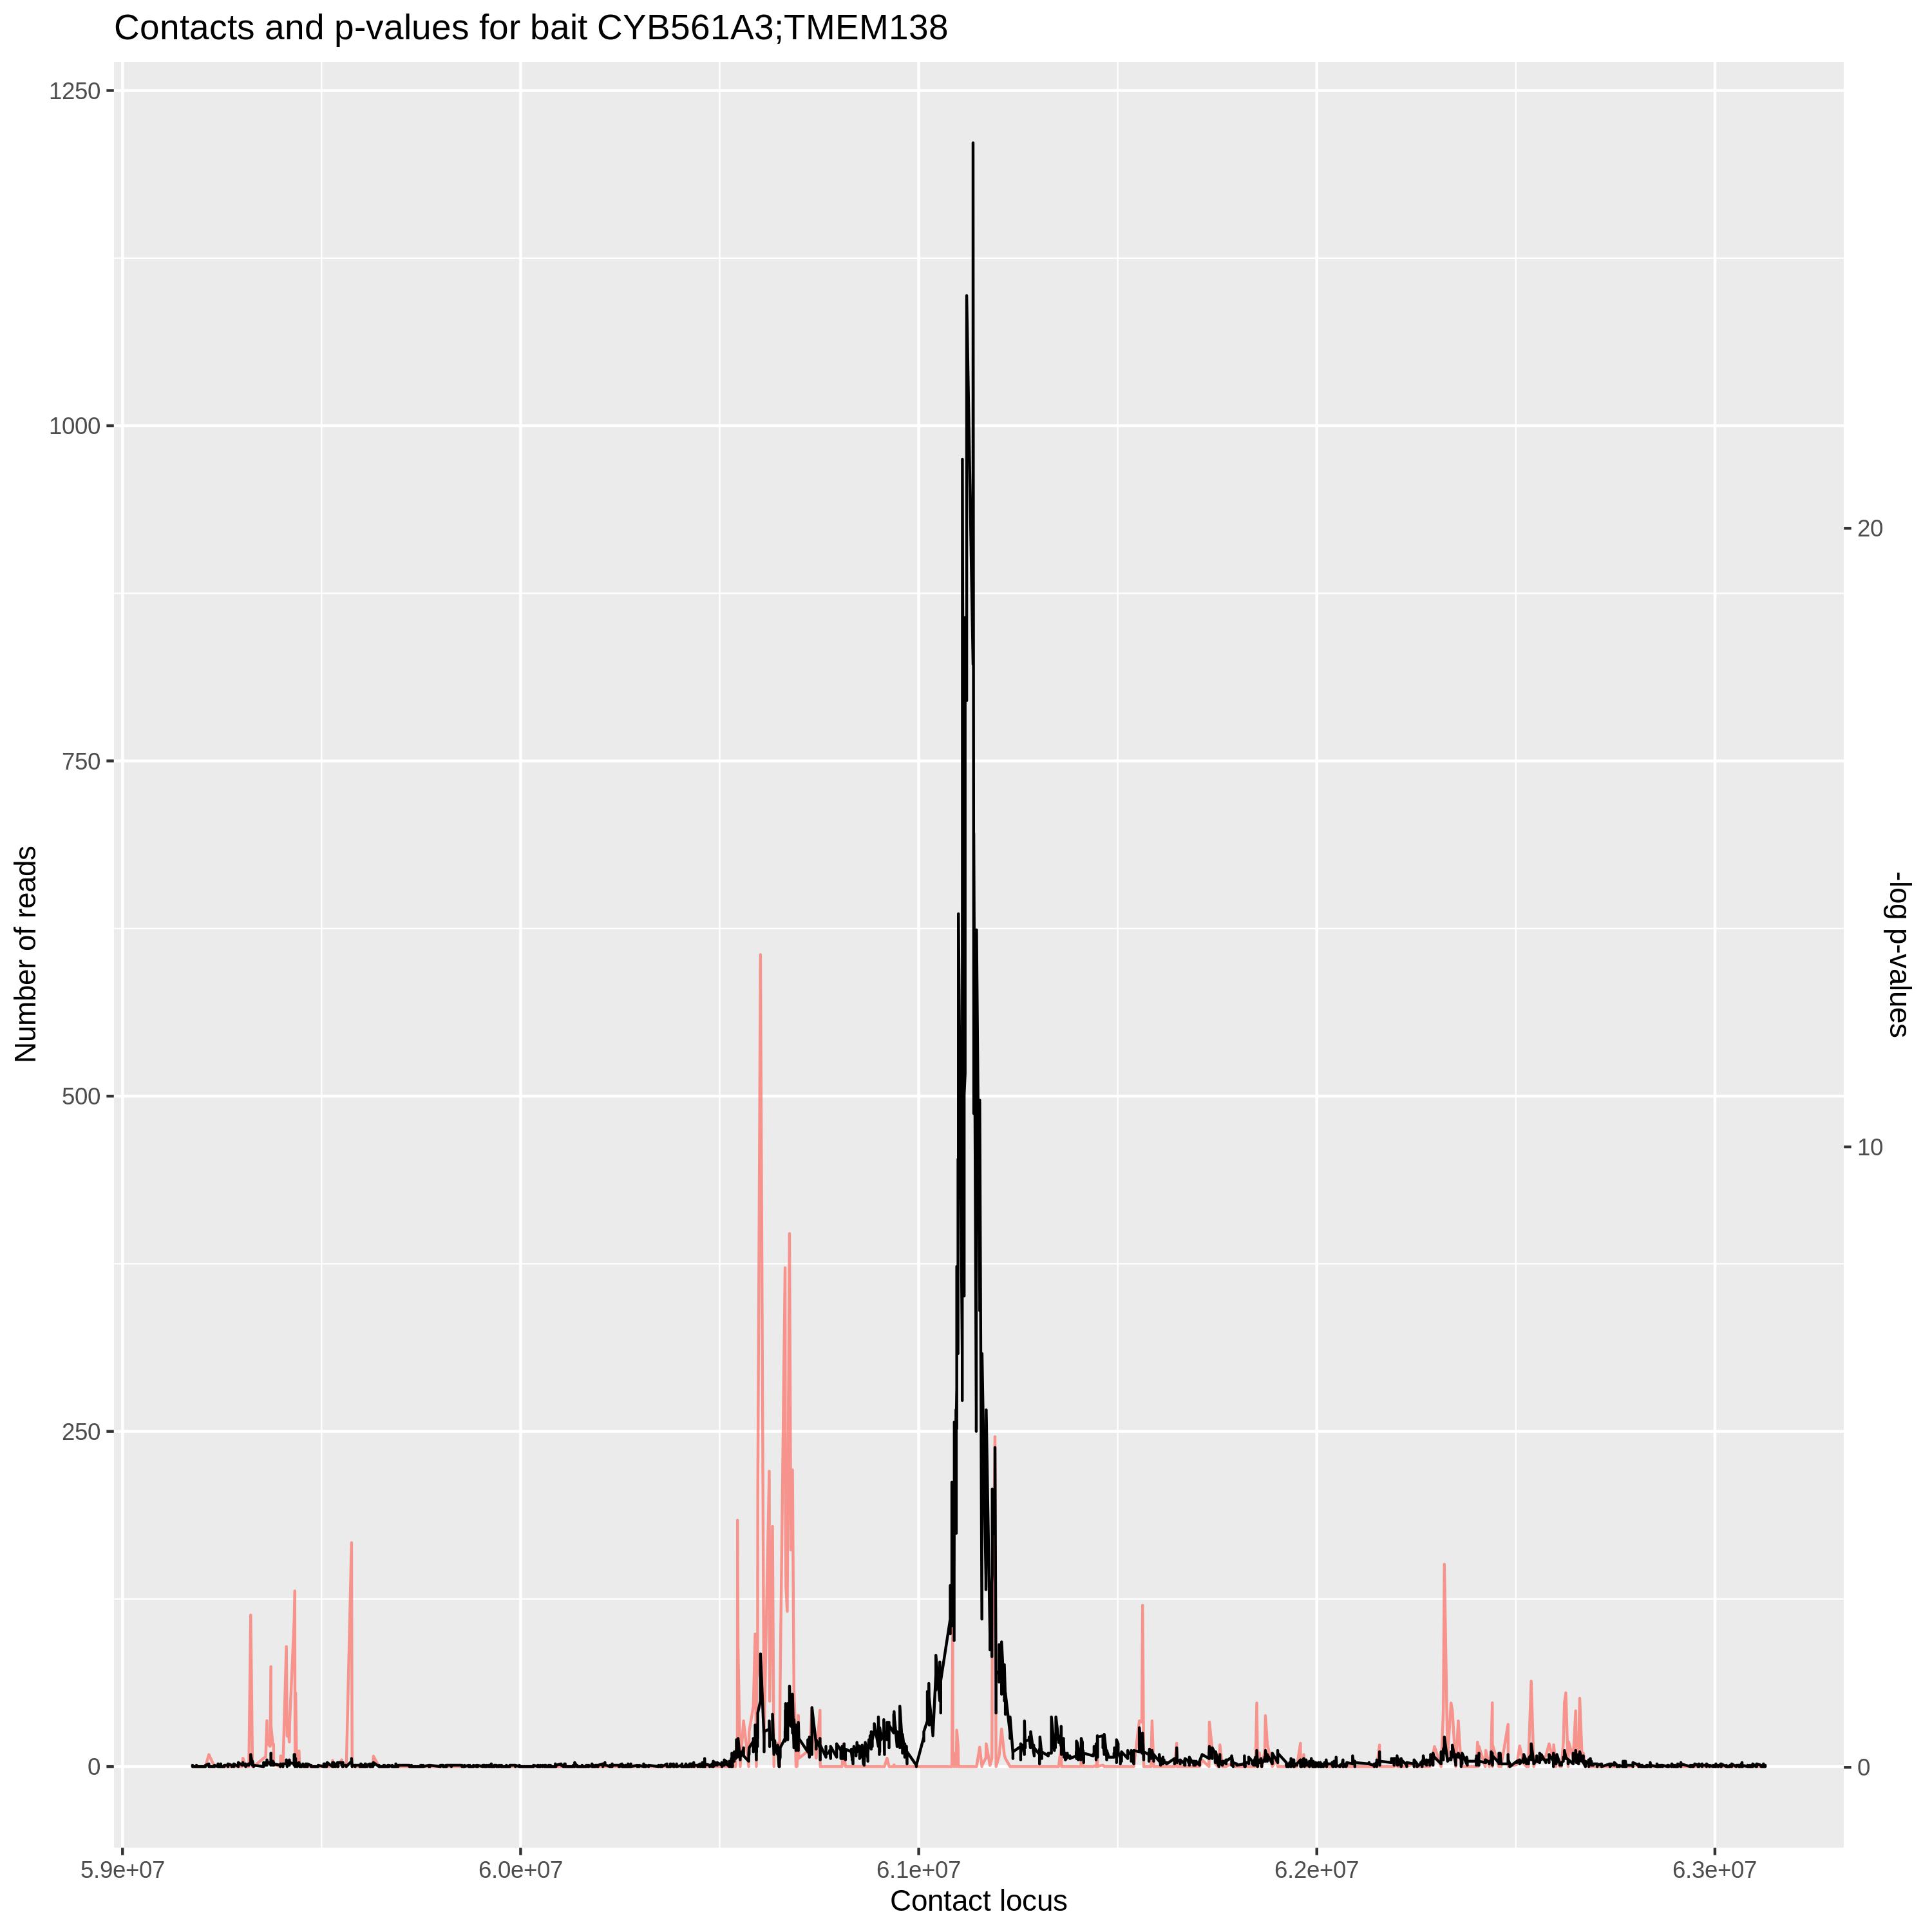 Contacts and p-values for bait CYB561A3;TMEM138
1250
1000
750
500
250
0
Number of reads
20
10
0
-log p-values
5.9e+07
6.0e+07
6.1e+07
6.2e+07
6.3e+07
Contact locus